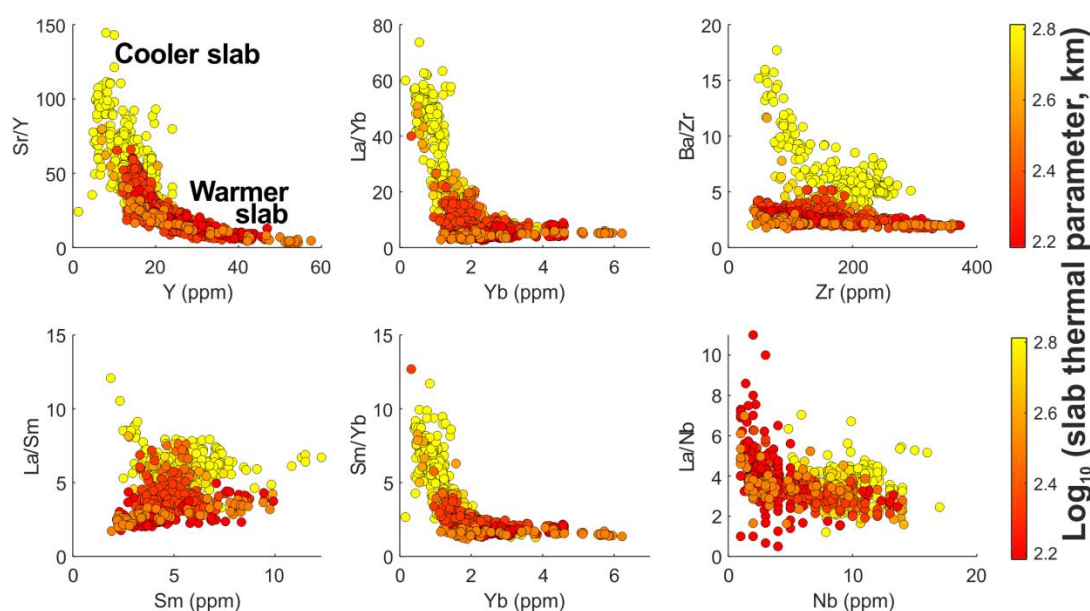 150
100
50
0
Sr/Y
Cooler slab
Warmer
slab
0 20 40 60
Y (ppm)
80
60
40
20
0
La/Yb
0 2 4 6
Yb (ppm)
20
15
10
5
0
Ba/Zr
0 200 400
Zr (ppm)
2.8
2.6
2.4
2.2
15
10
5
0
La/Sm
0 5 10
Sm (ppm)
15
10
5
0
Sm/Yb
0 2 4 6
Yb (ppm)
10
8
6
4
2
0
La/Nb
0 10 20
Nb (ppm)
2.8
2.6
2.4
2.2
Log10 (slab thermal parameter, km)